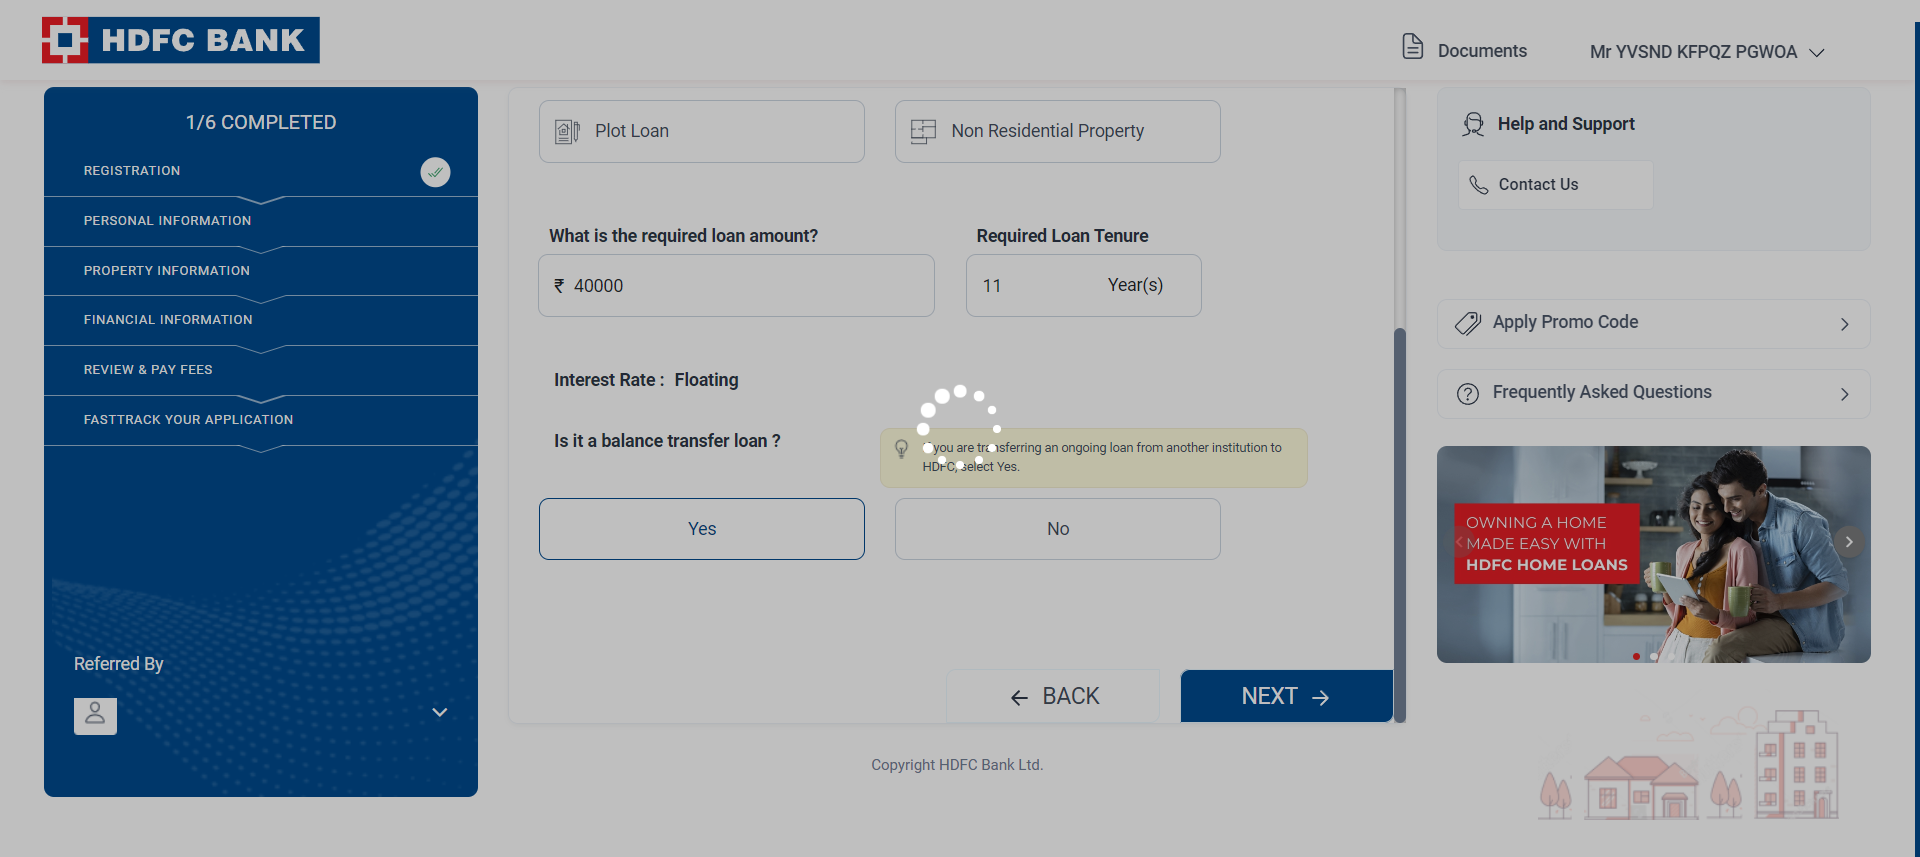 HDFC BANK
Documents
Mr YVSND KFPQZ PGWOA
1/6 COMPLETED
REGISTRATION
PERSONAL INFORMATION
PROPERTY INFORMATION
FINANCIAL INFORMATION
REVIEW & PAY FEES
FASTTRACK YOUR APPLICATION
Referred By
Plot Loan
Non Residential Property
What is the required loan amount?
Required Loan Tenure
₹ 40000
11 Year(s)
Interest Rate : Floating
Is it a balance transfer loan ?
you are transferring an ongoing loan from another institution to
HDFC, select Yes.
Yes
No
BACK
NEXT
Copyright HDFC Bank Ltd.
Help and Support
Contact Us
Apply Promo Code
Frequently Asked Questions
OWNING A HOME
MADE EASY WITH
HDFC HOME LOANS